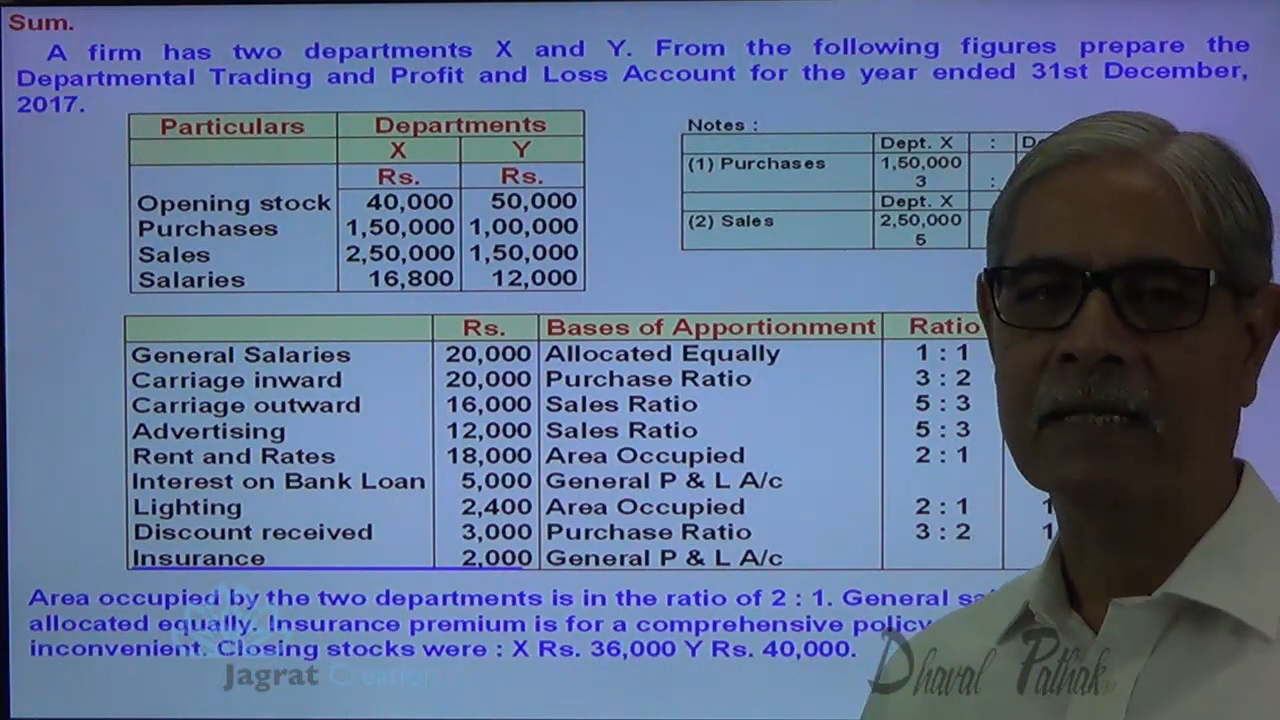 Sum.
A firm has two departments X and Y. From the following figures prepare the
Departmental Trading and Profit and Loss Account for the year ended 31st December,
2017.
Particulars Departments
X Y
Rs. Rs.
Opening stock 40,000 50,000
Purchases 1,50,000 1,00,000
Sales 2,50,000 1,50,000
Salaries 16,800 12,000
Notes :
Dept. X :
(1) Purchases 1,50,000
3 :
Dept. X
(2) Sales 2,50,000
5
Rs. Bases of Apportionment Ratio
General Salaries 20,000 Allocated Equally 1 : 1
Carriage inward 20,000 Purchase Ratio 3 : 2
Carriage outward 16,000 Sales Ratio 5 : 3
Advertising 12,000 Sales Ratio 5 : 3
Rent and Rates 18,000 Area Occupied 2 : 1
Interest on Bank Loan 5,000 General P & L A/c
Lighting 2,400 Area Occupied 2 : 1 1
Discount received 3,000 Purchase Ratio 3 : 2 1
Insurance 2,000 General P & L A/c
Area occupied by the two departments is in the ratio of 2 : 1. General
allocated equally. Insurance premium is for a comprehensive policy
inconvenient. Closing stocks were : X Rs. 36,000 Y Rs. 40,000.
Jagrat Creation
Dhaval Pathak